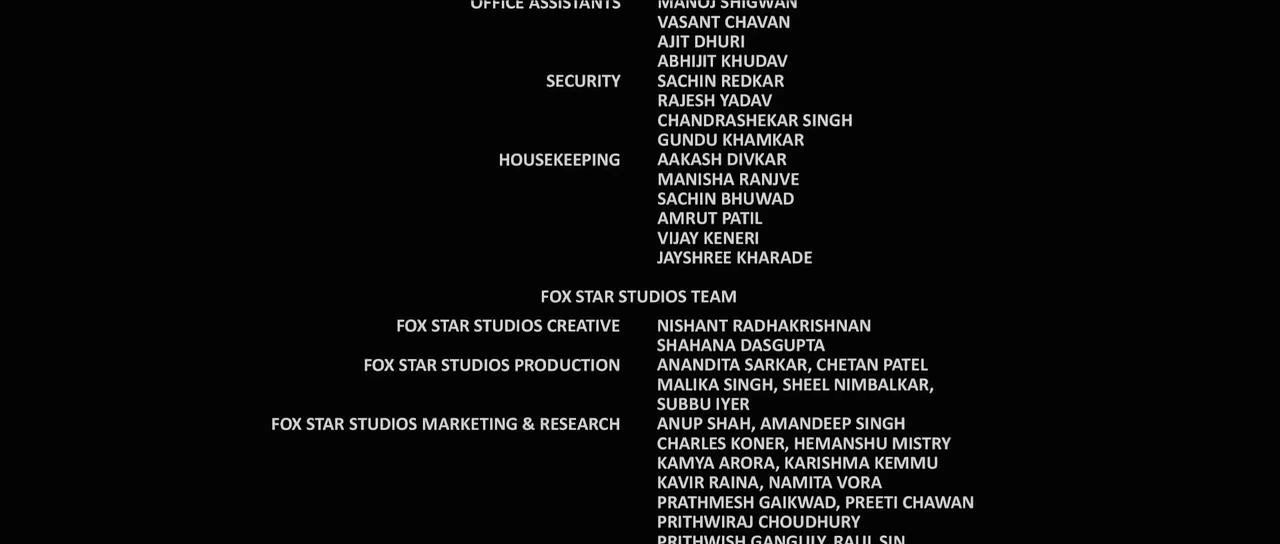 OFFICE ASSISTANTS MANOJ SHIGWAN
VASANT CHAVAN
AJIT DHURI
ABHIJIT KHUDAV
SECURITY SACHIN REDKAR
RAJESH YADAV
CHANDRASHEKAR SINGH
GUNDU KHAMKAR
HOUSEKEEPING AAKASH DIVKAR
MANISHA RANJVE
SACHIN BHUWAD
AMRUT PATIL
VIJAY KENERI
JAYSHREE KHARADE
FOX STAR STUDIOS TEAM
FOX STAR STUDIOS CREATIVE NISHANT RADHAKRISHNAN
SHAHANA DASGUPTA
FOX STAR STUDIOS PRODUCTION ANANDITA SARKAR, CHETAN PATEL
MALIKA SINGH, SHEEL NIMBALKAR,
SUBBU IYER
FOX STAR STUDIOS MARKETING & RESEARCH ANUP SHAH, AMANDEEP SINGH
CHARLES KONER, HEMANSHU MISTRY
KAMYA ARORA, KARISHMA KEMMU
KAVIR RAINA, NAMITA VORA
PRATHMESH GAIKWAD, PREETI CHAWAN
PRITHWIRAJ CHOUDHURY
PRITHWISH GANGULY, RAUL SIN